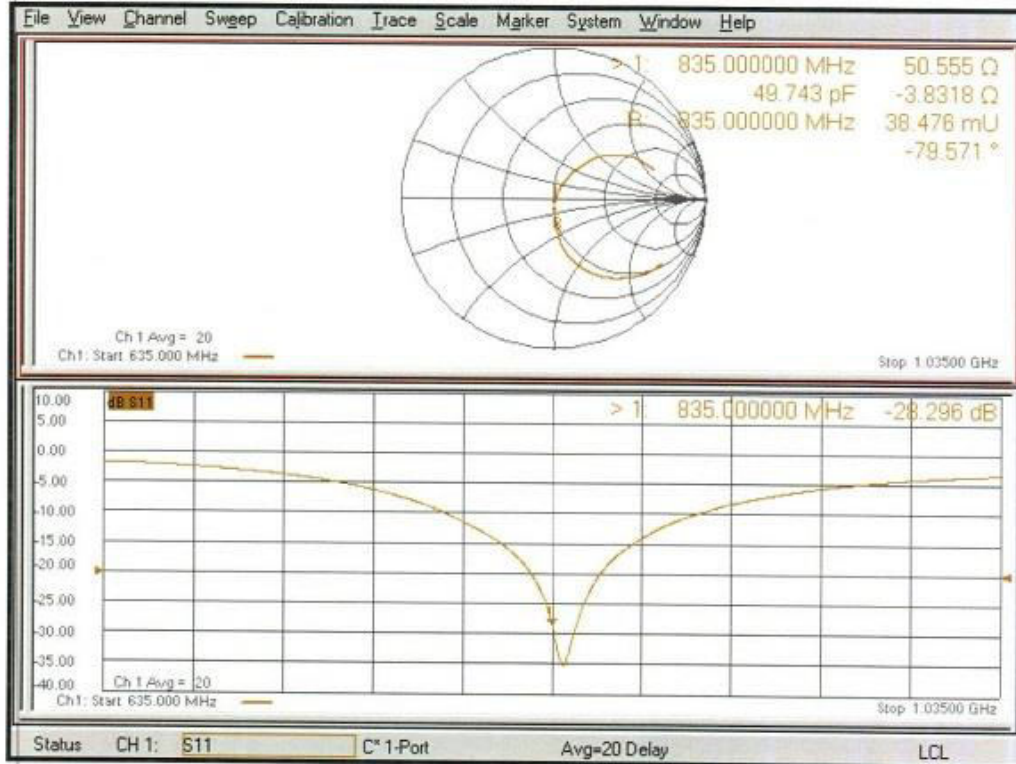 File View Channel Sweep Calibration Trace Scale Marker System Window Help
> 1: 835.000000 MHz 50.555 Ω
49.743 pF -3.8318 Ω
R: 835.000000 MHz 38.476 mU
-79.571 °
Ch 1 Avg = 20
Ch1: Start 635.000 MHz
Stop 1.03500 GHz
10.00
dB S11
> 1: 835.000000 MHz -28.296 dB
5.00
0.00
-5.00
-10.00
-15.00
-20.00
-25.00
-30.00
-35.00
-40.00
1
Ch 1 Avg = 20
Ch1: Start 635.000 MHz
Stop 1.03500 GHz
Status CH 1: S11 C* 1-Port Avg=20 Delay LCL